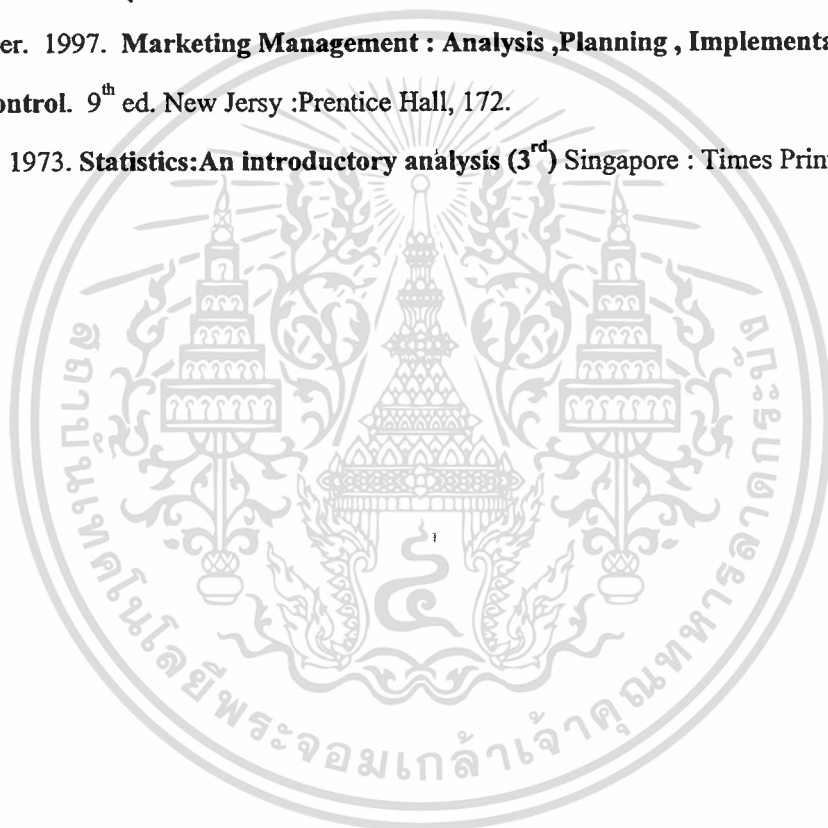 er. 1997. Marketing Management : Analysis ,Planning , Implementa
ontrol. 9th ed. New Jersy :Prentice Hall, 172.
1973. Statistics:An introductory analysis (3rd) Singapore : Times Prin
สถาบันเทคโนโลยีพระจอมเกล้าเจ้าคุณทหารลาดกระบัง